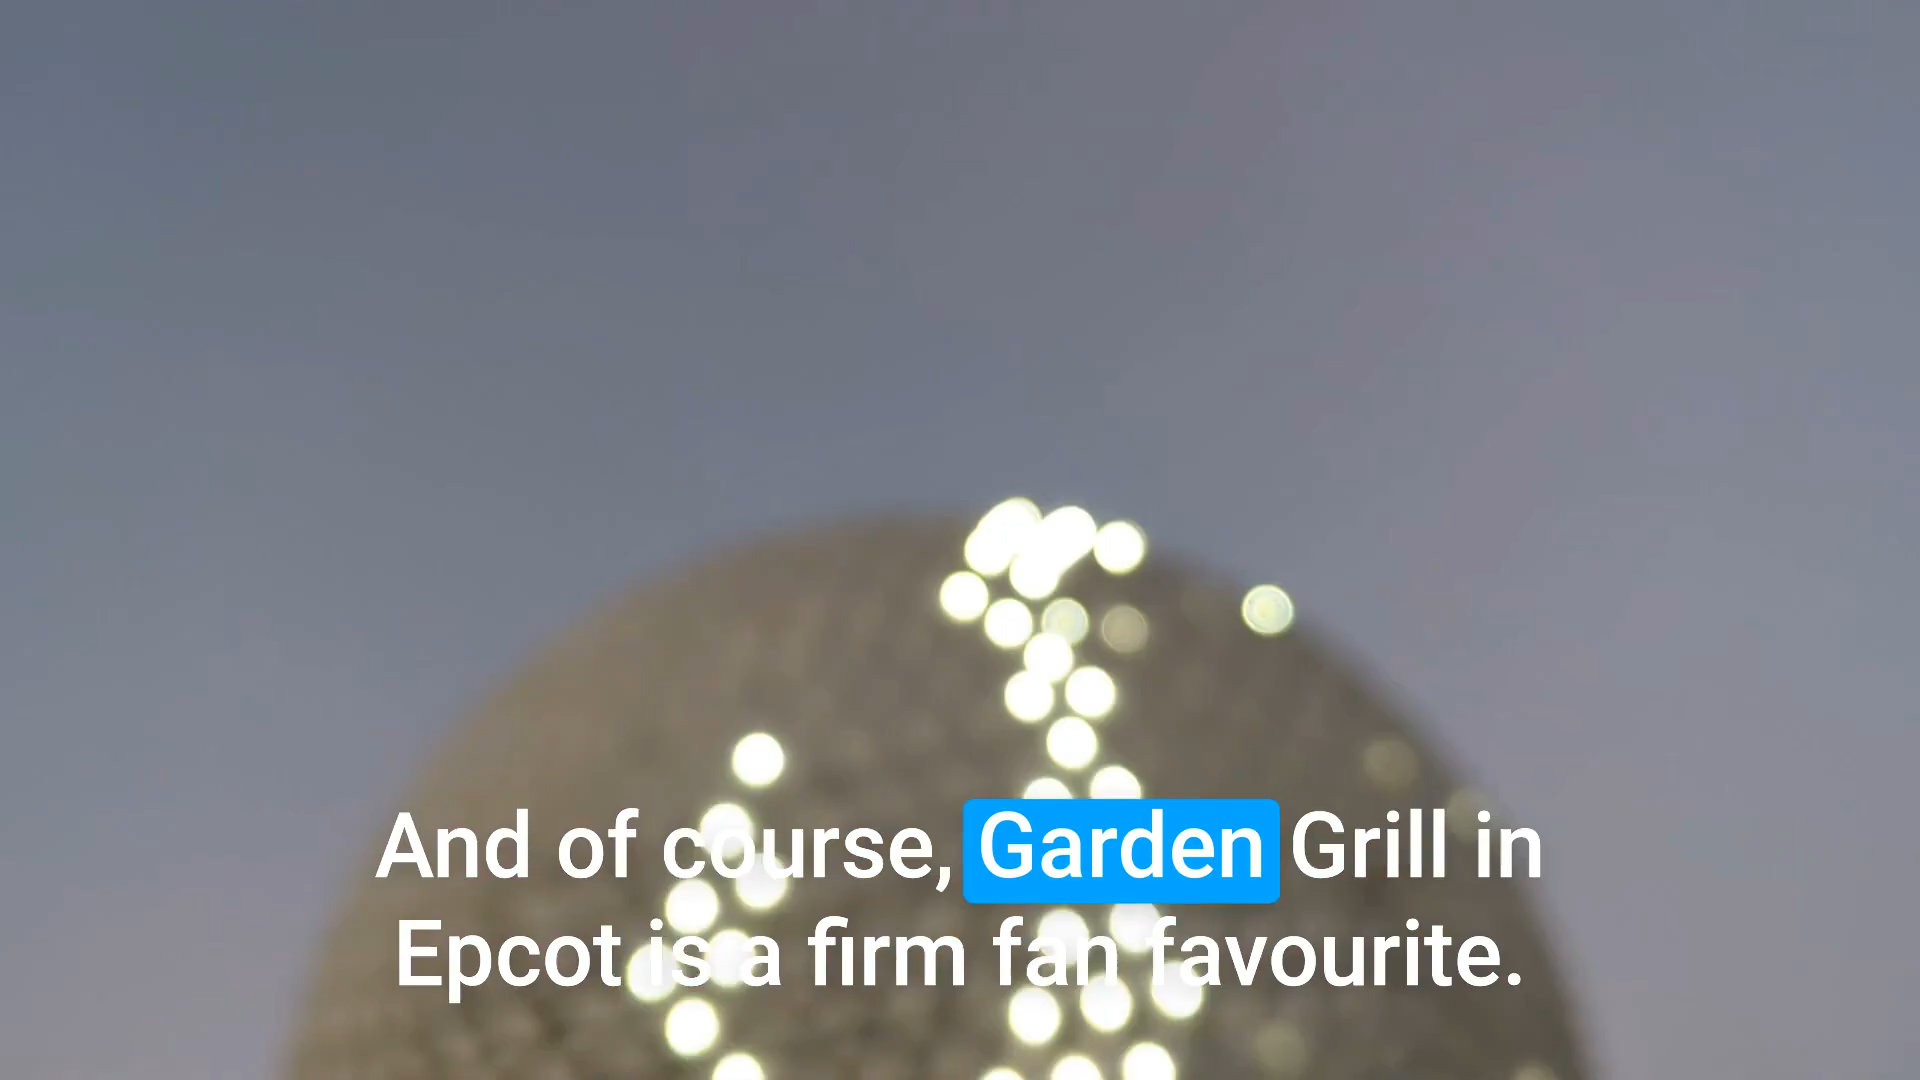 And of course, Garden Grill in
Epcot is a firm fan favourite.